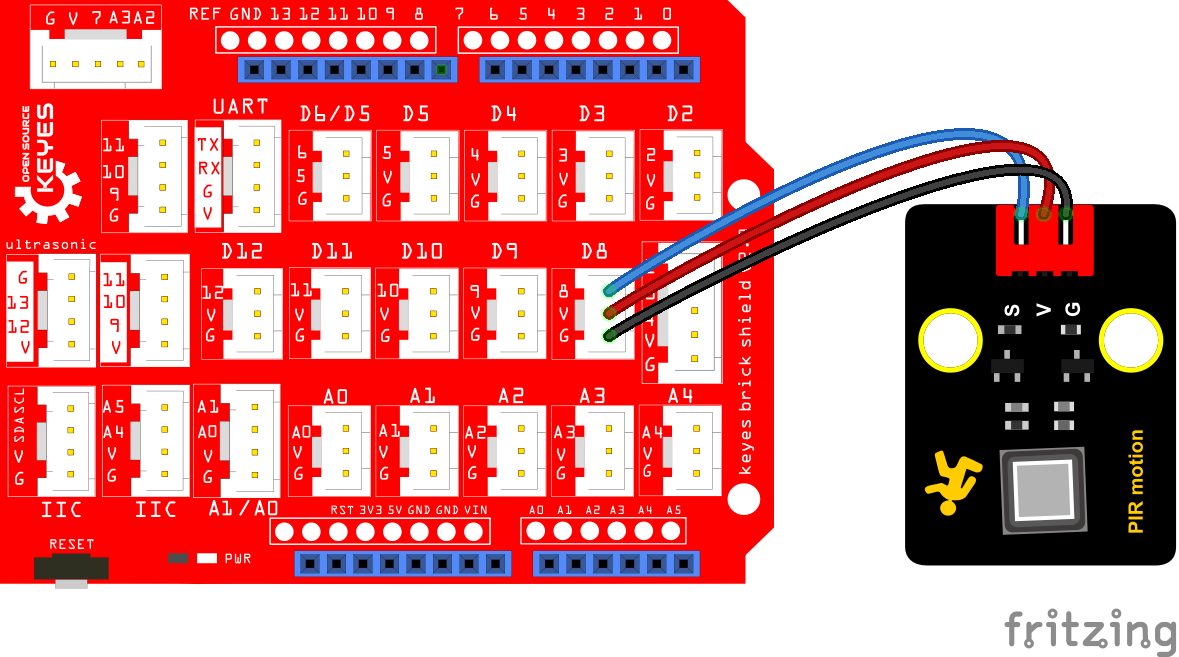 G V 7 A3A2
REF GND 13 12 11 10 9 8 7 6 5 4 3 2 1 0
OPEN SOURCE
KEYES
UART
D6/D5 D5 D4 D3 D2
11
10
9
G
TX
RX
G
V
6
5
G
5
V
G
4
V
G
3
V
G
2
V
G
ultrasonic
D12 D11 D10 D9 D8
G
13
12
V
11
10
9
V
12
V
G
11
V
G
10
V
G
9
V
G
8
V
G
V
G
keyes brick shield
A0 A1 A2 A3 A4
SCL
SDA
V
G
A5
A4
V
G
A1
A0
V
G
A0
V
G
A1
V
G
A2
V
G
A3
V
G
A4
V
G
IIC IIC A1/A0
RST 3V3 5V GND GND VIN
A0 A1 A2 A3 A4 A5
RESET
PWR
S V G
PIR motion
fritzing